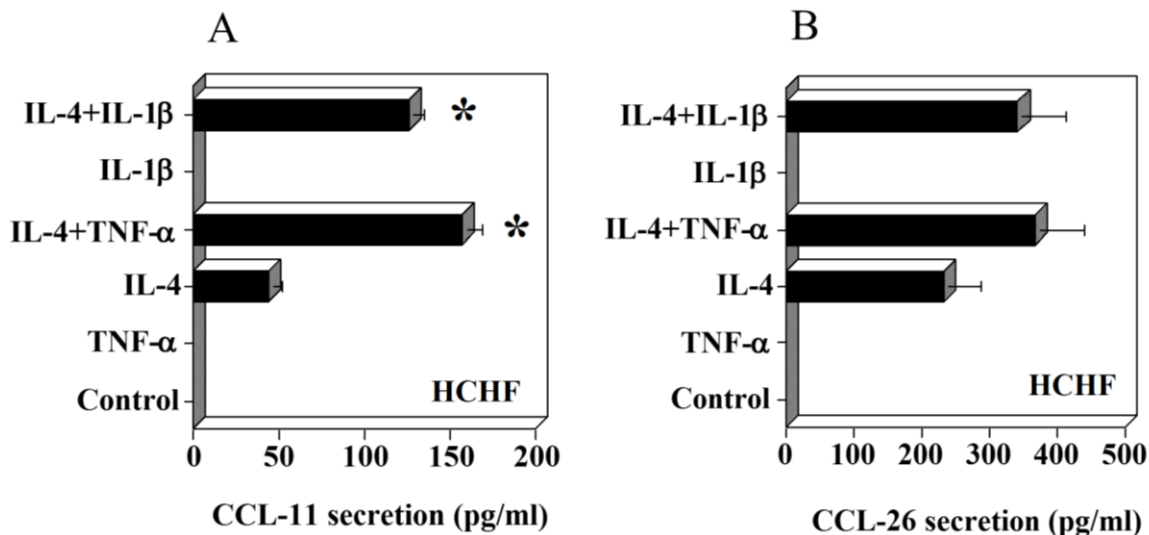 A
IL-4+IL-1β
*
IL-1β
IL-4+TNF-α
*
IL-4
TNF-α
Control
HCHF
0 50 100 150 200
CCL-11 secretion (pg/ml)
B
IL-4+IL-1β
IL-1β
IL-4+TNF-α
IL-4
TNF-α
Control
HCHF
0 100 200 300 400 500
CCL-26 secretion (pg/ml)